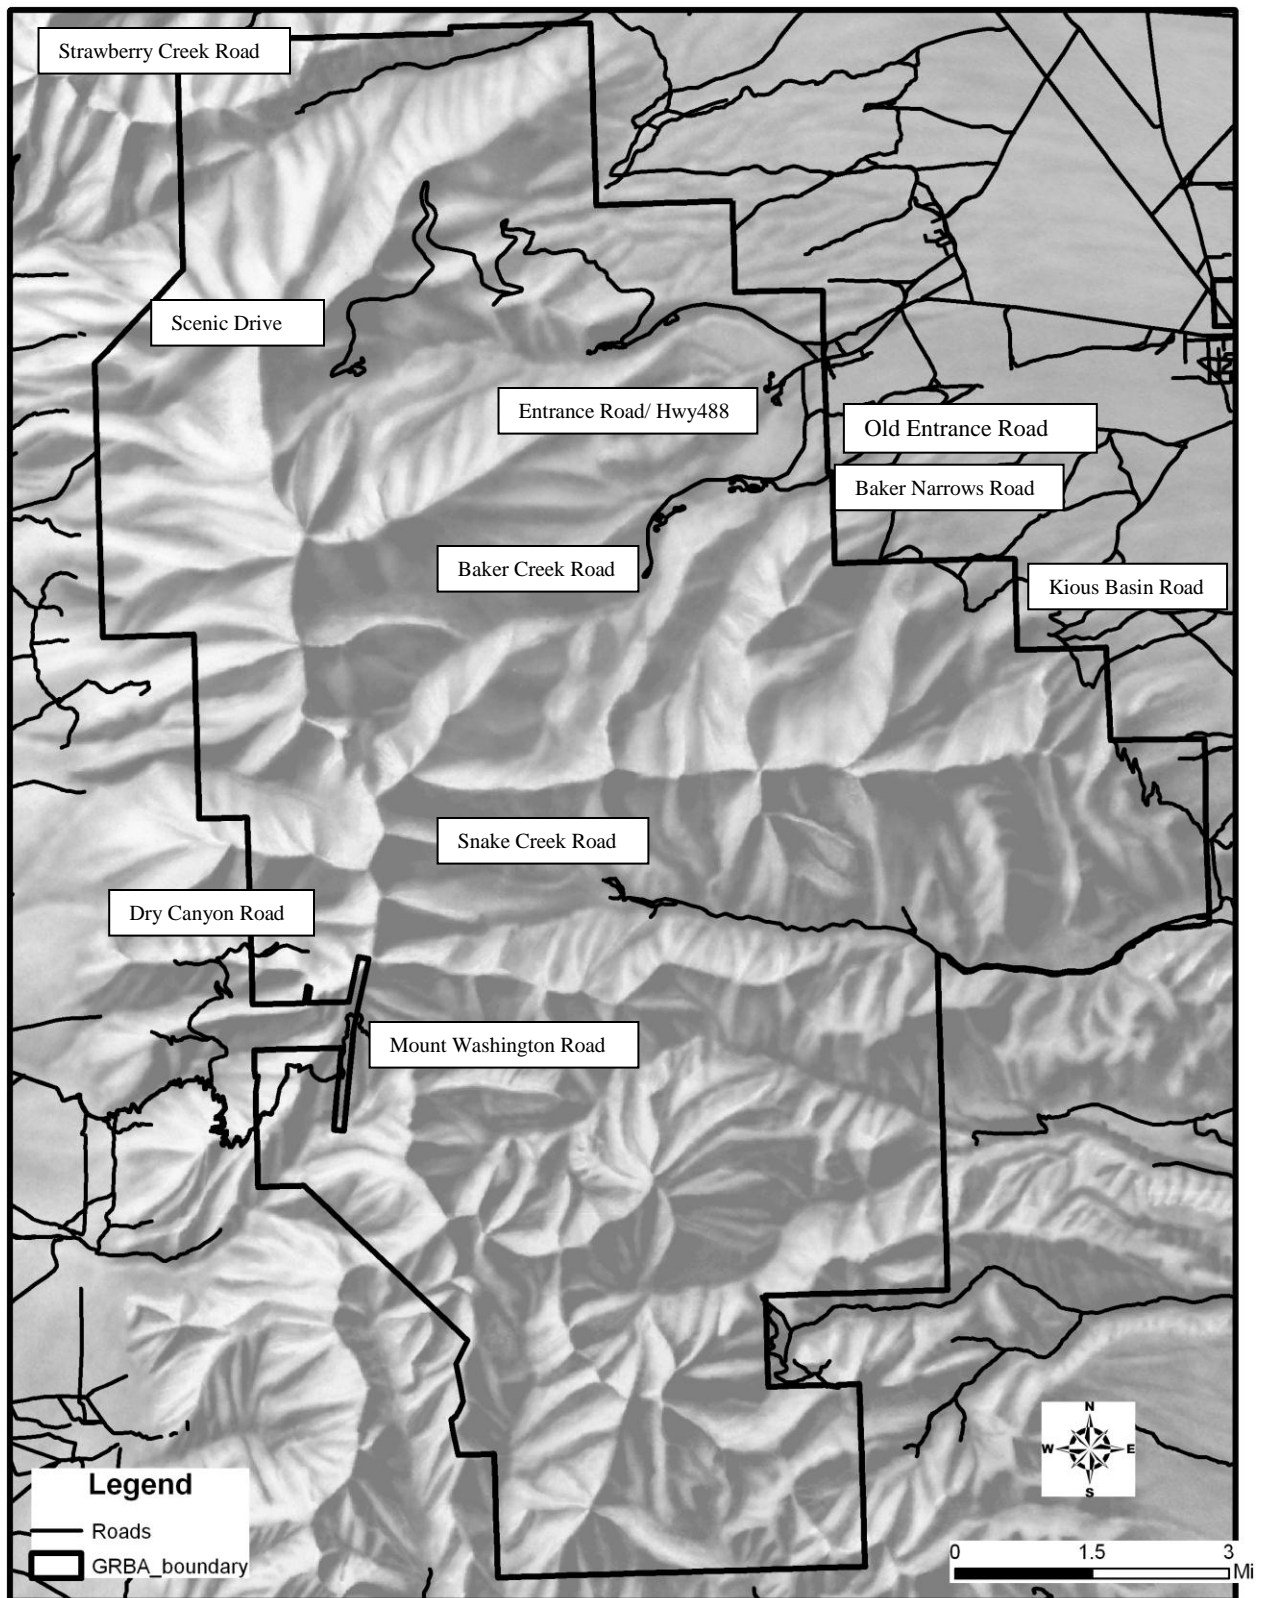 Strawberry Creek Road
Scenic Drive
Entrance Road/ Hwy488
Old Entrance Road
Baker Narrows Road
Baker Creek Road
Kious Basin Road
Snake Creek Road
Dry Canyon Road
Mount Washington Road
N
W E
S
Legend
Roads
GRBA_boundary
0 1.5 3
Mi